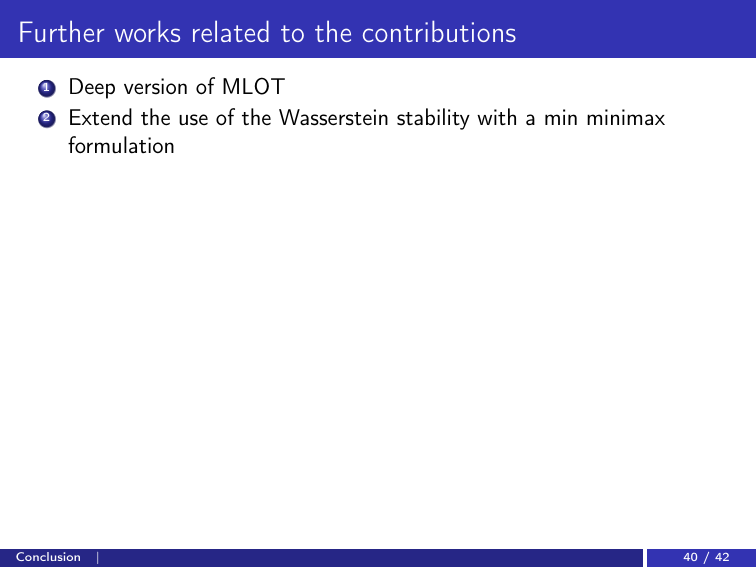 Further works related to the contributions
1 Deep version of MLOT
2 Extend the use of the Wasserstein stability with a min minimax
formulation
Conclusion | 40 / 42